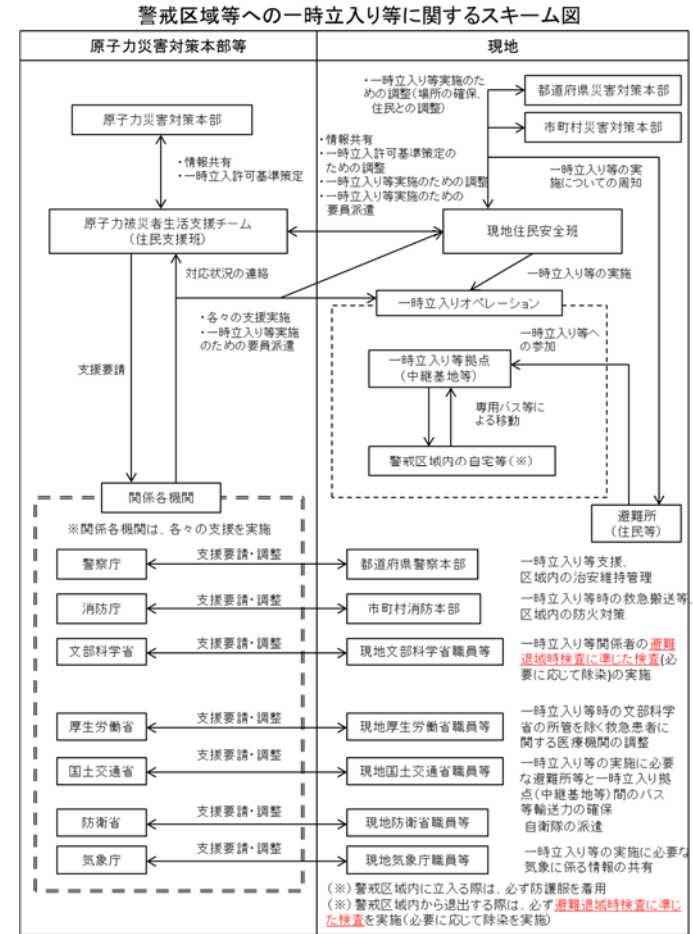 警戒区域等への一時立入り等に関するスキーム図
原子力災害対策本部等
現地
原子力災害対策本部
・情報共有
・一時立入許可基準策定
原子力被災者生活支援チーム
(住民支援班)
対応状況の連絡
・各々の支援実施
・一時立入り等実施
のための要員派遣
支援要請
・一時立入り等実施のた
めの調整(場所の確保、
住民との調整)
都道府県災害対策本部
市町村災害対策本部
・情報共有
・一時立入許可基準策定の
ための調整
・一時立入り等実施のための調整
・一時立入り等実施のための
要員派遣
一時立入り等の実
施についての周知
現地住民安全班
一時立入り等の実施
一時立入りオペレーション
一時立入り等へ
の参加
一時立入り等拠点
(中継基地等)
専用バス等に
よる移動
警戒区域内の自宅等(※)
避難所
(住民等)
関係各機関
※関係各機関は、各々の支援を実施
警察庁
支援要請・調整
都道府県警察本部
一時立入り等支援、
区域内の治安維持管理
消防庁
支援要請・調整
市町村消防本部
一時立入り等時の救急搬送等、
区域内の防火対策
文部科学省
支援要請・調整
現地文部科学省職員等
一時立入り等関係者の避難
退域時検査に準じた検査(必
要に応じて除染)の実施
厚生労働省
支援要請・調整
現地厚生労働省職員等
一時立入り等時の文部科学
省の所管を除く救急患者に
関する医療機関の調整
国土交通省
支援要請・調整
現地国土交通省職員等
一時立入り等の実施に必要
な避難所等と一時立入り拠
点(中継基地等)間のバス
等輸送力の確保
防衛省
支援要請・調整
現地防衛省職員等
自衛隊の派遣
気象庁
支援要請・調整
現地気象庁職員等
一時立入り等の実施に必要な
気象に係る情報の共有
(※) 警戒区域内に立入る際は、必ず防護服を着用
(※) 警戒区域内から退出する際は、必ず避難退域時検査に準じ
た検査を実施(必要に応じて除染を実施)